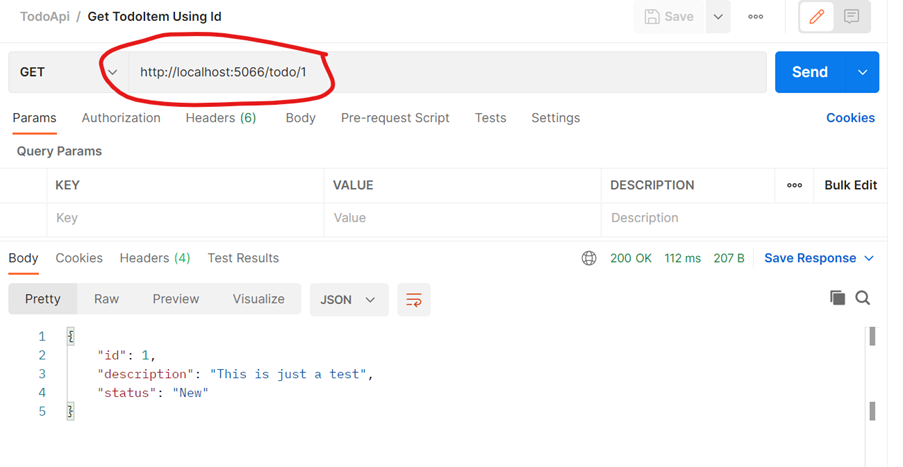 TodoApi / Get TodoItem Using Id Save ooo
GET http://localhost:5066/todo/1 Send
Params Authorization Headers (6) Body Pre-request Script Tests Settings Cookies
Query Params
KEY VALUE DESCRIPTION ooo Bulk Edit
Key Value Description
Body Cookies Headers (4) Test Results 200 OK 112 ms 207 B Save Response
Pretty Raw Preview Visualize JSON
1 {
2 "id": 1,
3 "description": "This is just a test",
4 "status": "New"
5 }